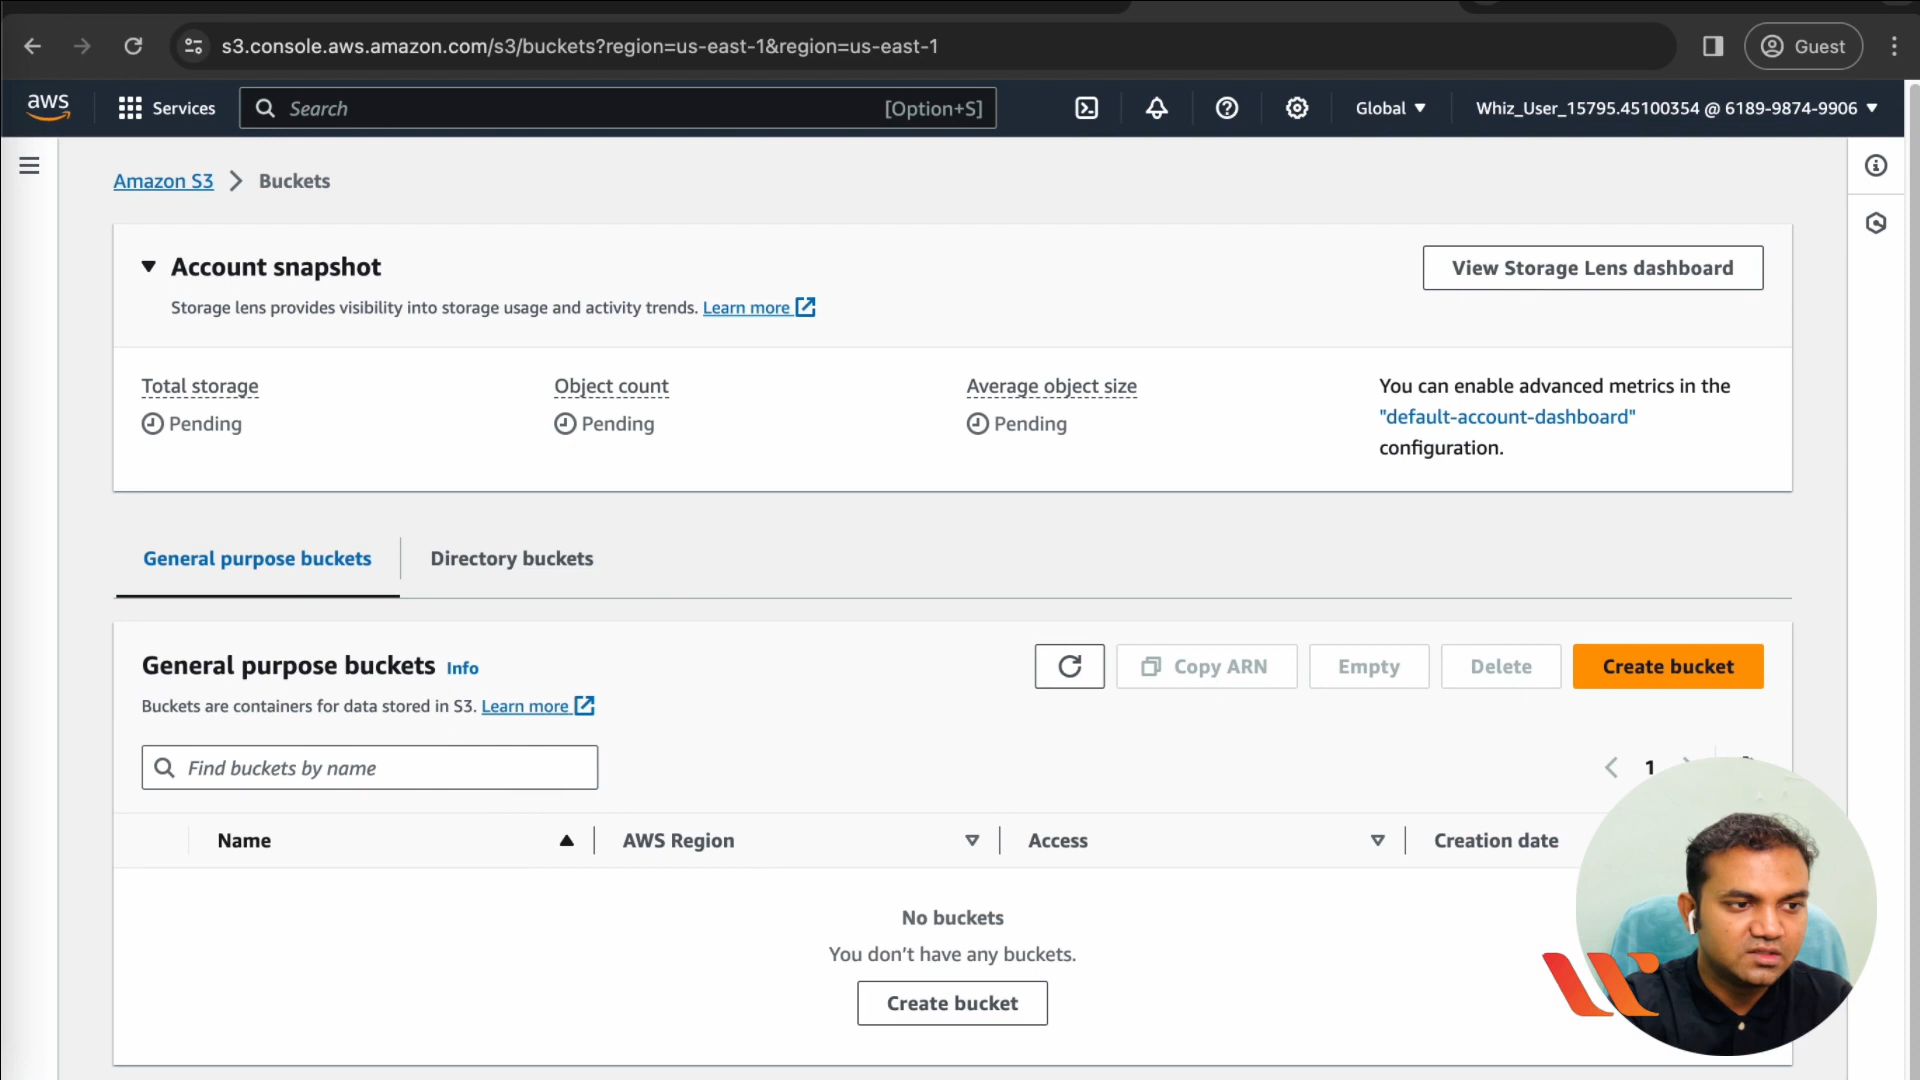 s3.console.aws.amazon.com/s3/buckets?region=us-east-1&region=us-east-1
Guest
aws
Services
Search
[Option+S]
Global
Whiz_User_15795.45100354 @ 6189-9874-9906
Amazon S3
Buckets
Account snapshot
View Storage Lens dashboard
Storage lens provides visibility into storage usage and activity trends. Learn more
Total storage
Object count
Average object size
You can enable advanced metrics in the
Pending
Pending
Pending
"default-account-dashboard"
configuration.
General purpose buckets
Directory buckets
General purpose buckets Info
Copy ARN
Empty
Delete
Create bucket
Buckets are containers for data stored in S3. Learn more
Find buckets by name
1
Name
AWS Region
Access
Creation date
No buckets
You don't have any buckets.
Create bucket